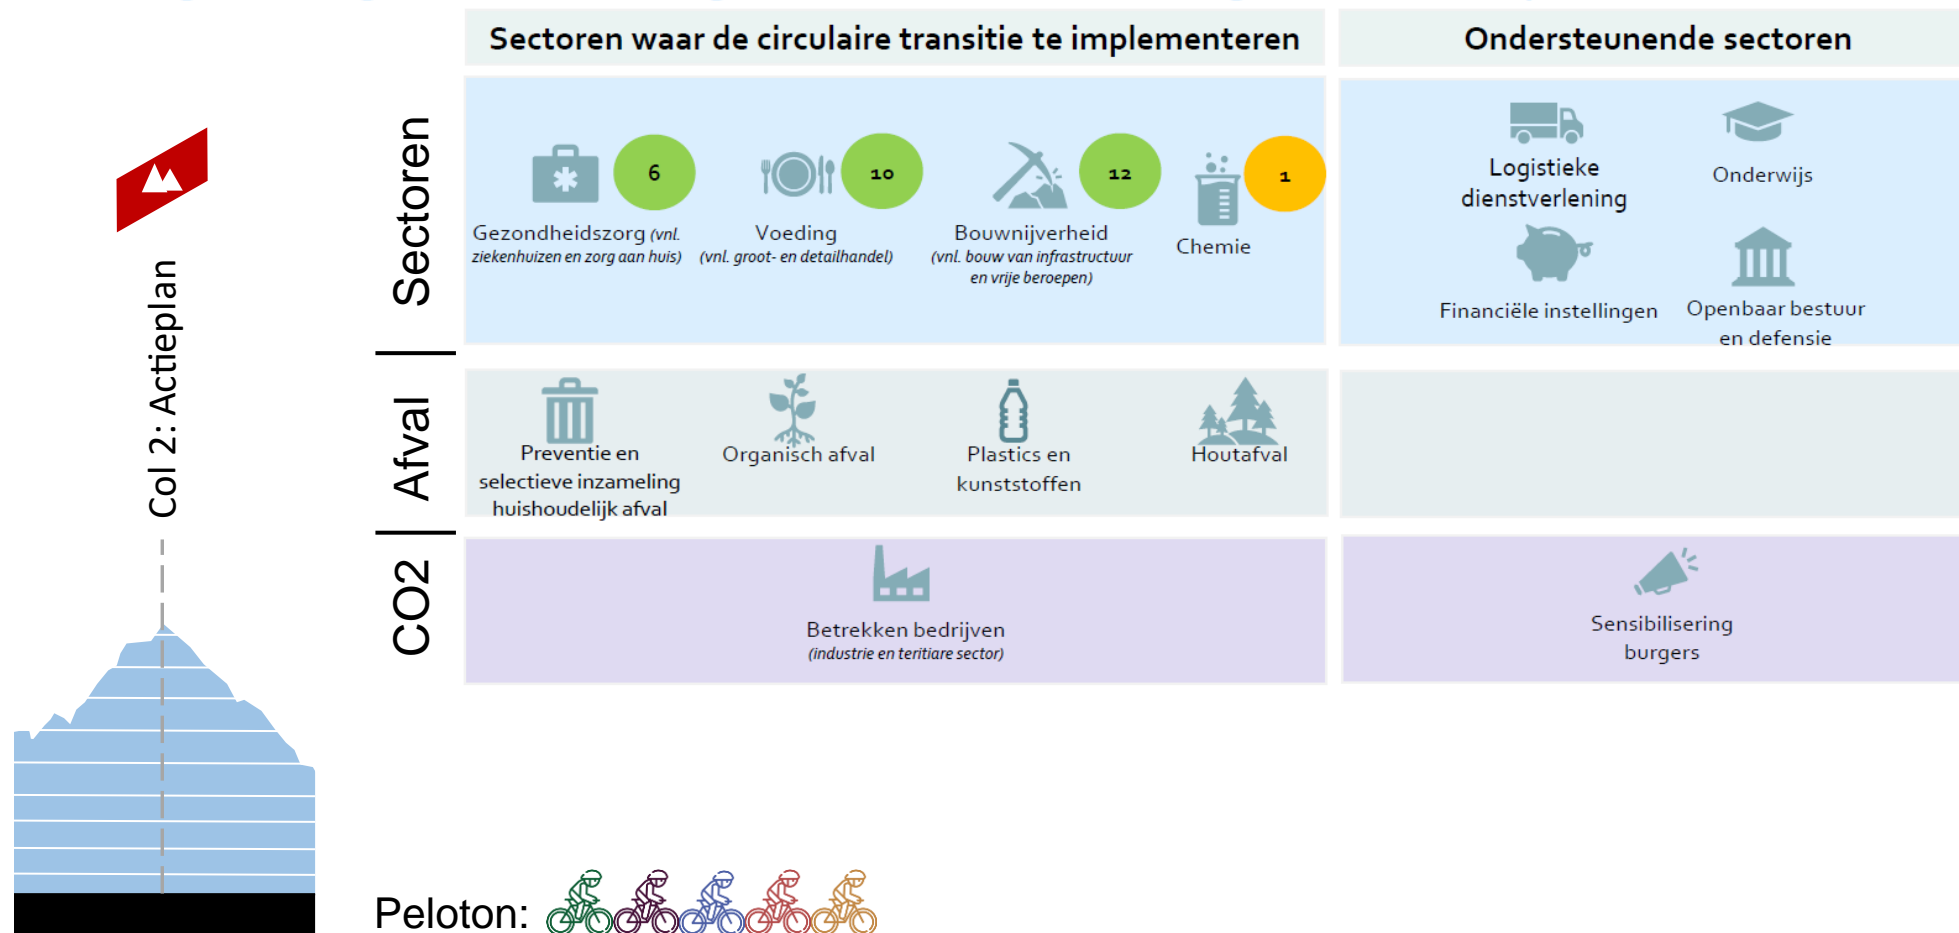 Sectoren waar de circulaire transitie te implementeren
Ondersteunende sectoren
Col 2: Actieplan
Sectoren
6
10
12
1
Gezondheidszorg (vnl.
ziekenhuizen en zorg aan huis)
Voeding
(vnl. groot- en detailhandel)
Bouwnijverheid
(vnl. bouw van infrastructuur
en vrije beroepen)
Chemie
Logistieke
dienstverlening
Onderwijs
Financiële instellingen
Openbaar bestuur
en defensie
Afval
Preventie en
selectieve inzameling
huishoudelijk afval
Organisch afval
Plastics en
kunststoffen
Houtafval
CO2
Betrekken bedrijven
(industrie en teritiare sector)
Sensibilisering
burgers
Peloton: